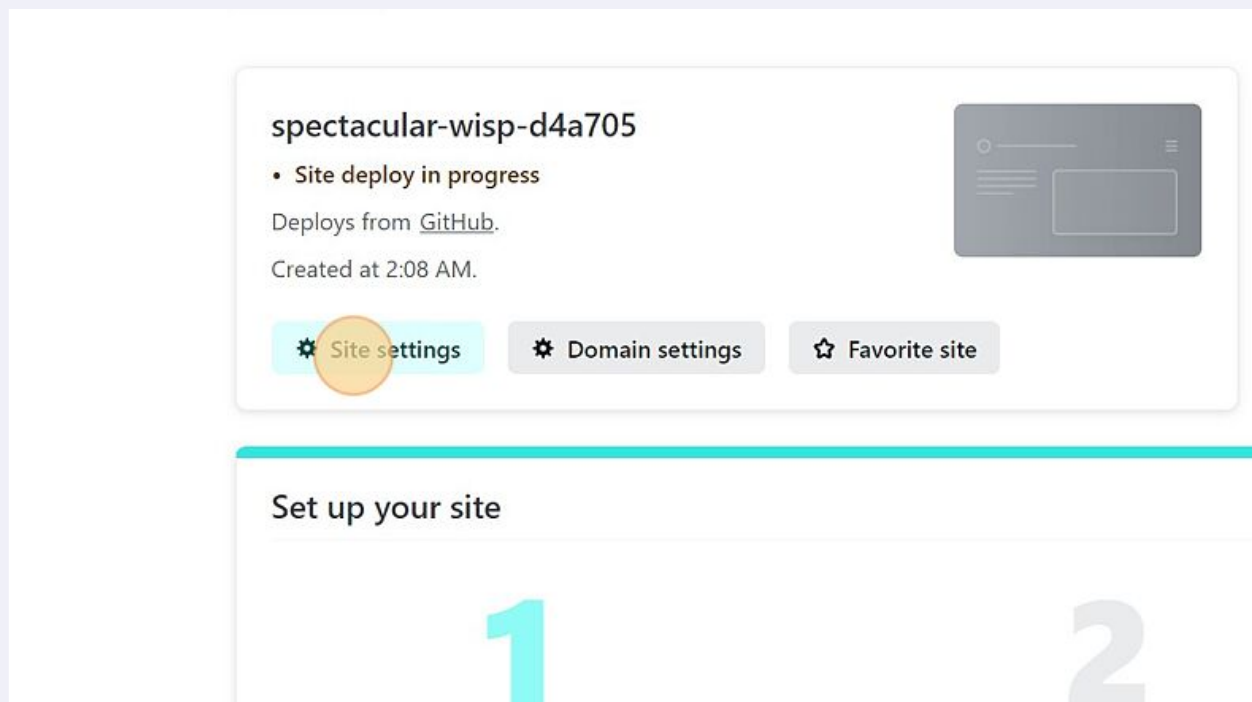 spectacular-wisp-d4a705
• Site deploy in progress
Deploys from GitHub.
Created at 2:08 AM.
Site settings
Domain settings
Favorite site
Set up your site
1
2